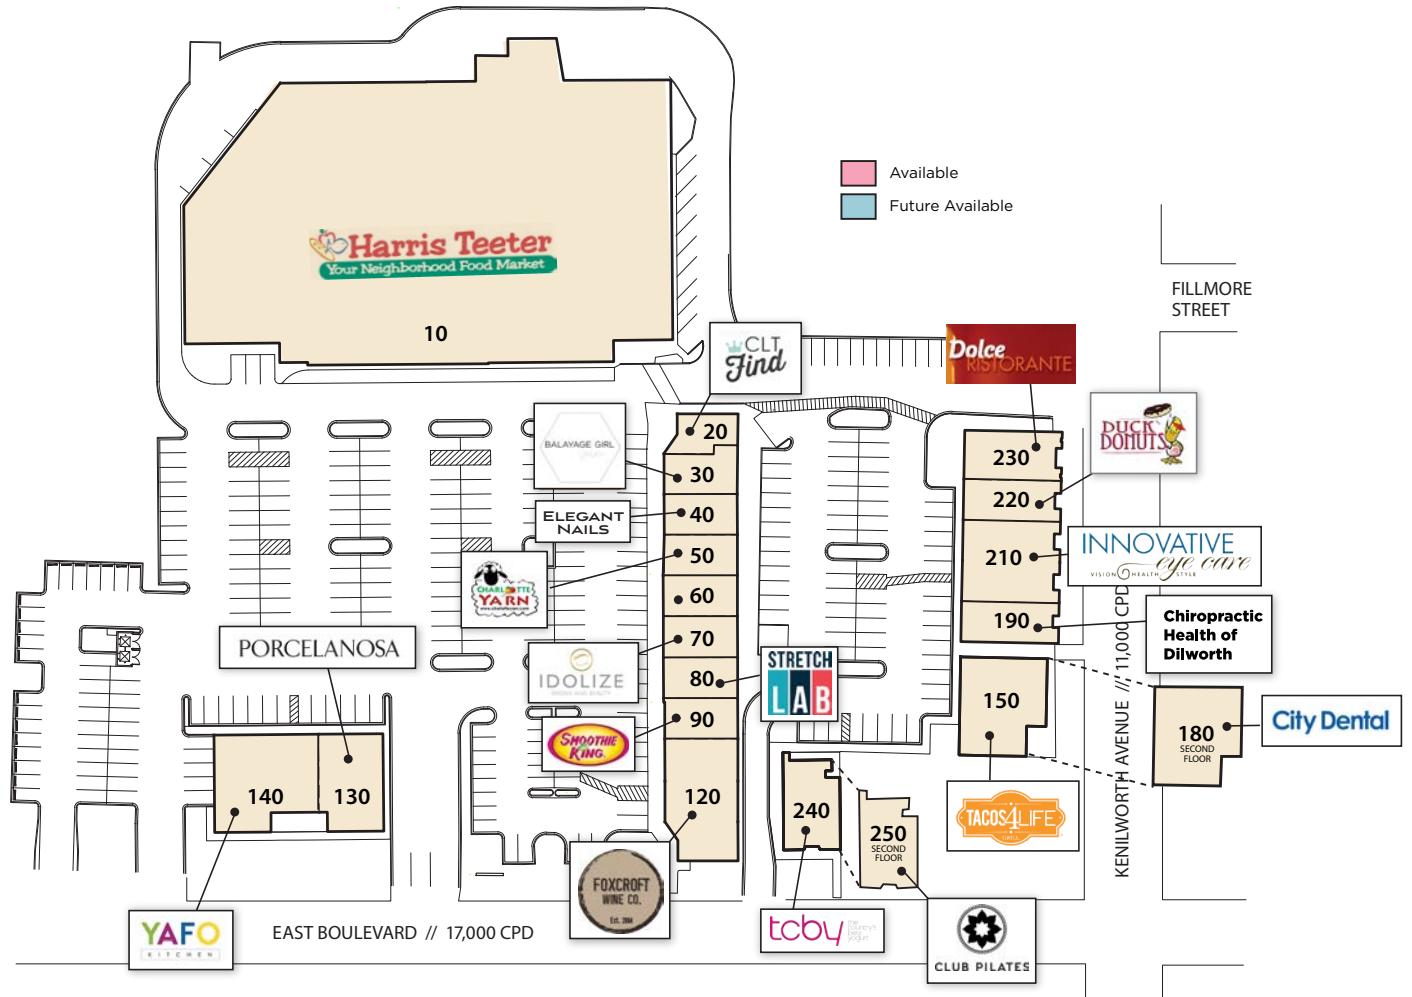 Available
Future Available
Harris Teeter
Your Neighborhood Food Market
10
FILLMORE
STREET
CLT
Find
Dolce
RISTORANTE
DUCK
DONUTS
BALAYAGE GIRL
ELEGANT
NAILS
CHARLOTTE
YARN
20
30
40
50
60
70
80
90
120
230
220
210
190
INNOVATIVE
eye care
VISION HEALTH STYLE
Chiropractic
Health of
Dilworth
PORCELANOSA
IDOLIZE
STRETCH
LAB
SMOOTHIE
KING
150
180
SECOND
FLOOR
City Dental
KENILWORTH AVENUE // 11,000 CPD
140
130
240
250
SECOND
FLOOR
TACOS4LIFE
GRILL
FOXCROFT
WINE CO.
Est. 2004
YAFO
KITCHEN
EAST BOULEVARD // 17,000 CPD
tcby
CLUB PILATES